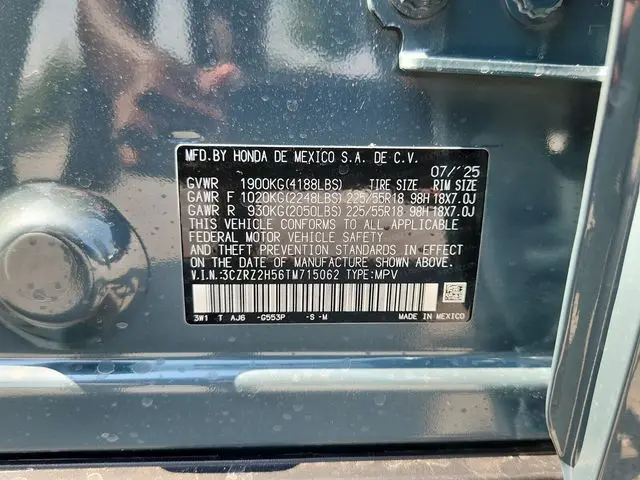 MFD.BY HONDA DE MEXICO S.A. DE C.V.
07/'25
GVWR 1900KG(4188LBS) TIRE SIZE RIM SIZE
GAWR F 1020KG(2248LBS) 225/55R18 98H 18X7.0J
GAWR R 930KG(2050LBS) 225/55R18 98H 18X7.0J
THIS VEHICLE CONFORMS TO ALL APPLICABLE
FEDERAL MOTOR VEHICLE SAFETY
AND THEFT PREVENTION STANDARDS IN EFFECT
ON THE DATE OF MANUFACTURE SHOWN ABOVE.
V.I.N.:3CZRZ2H56TM715062 TYPE:MPV
3W1 T AJ6 -G553P -S-M MADE IN MEXICO